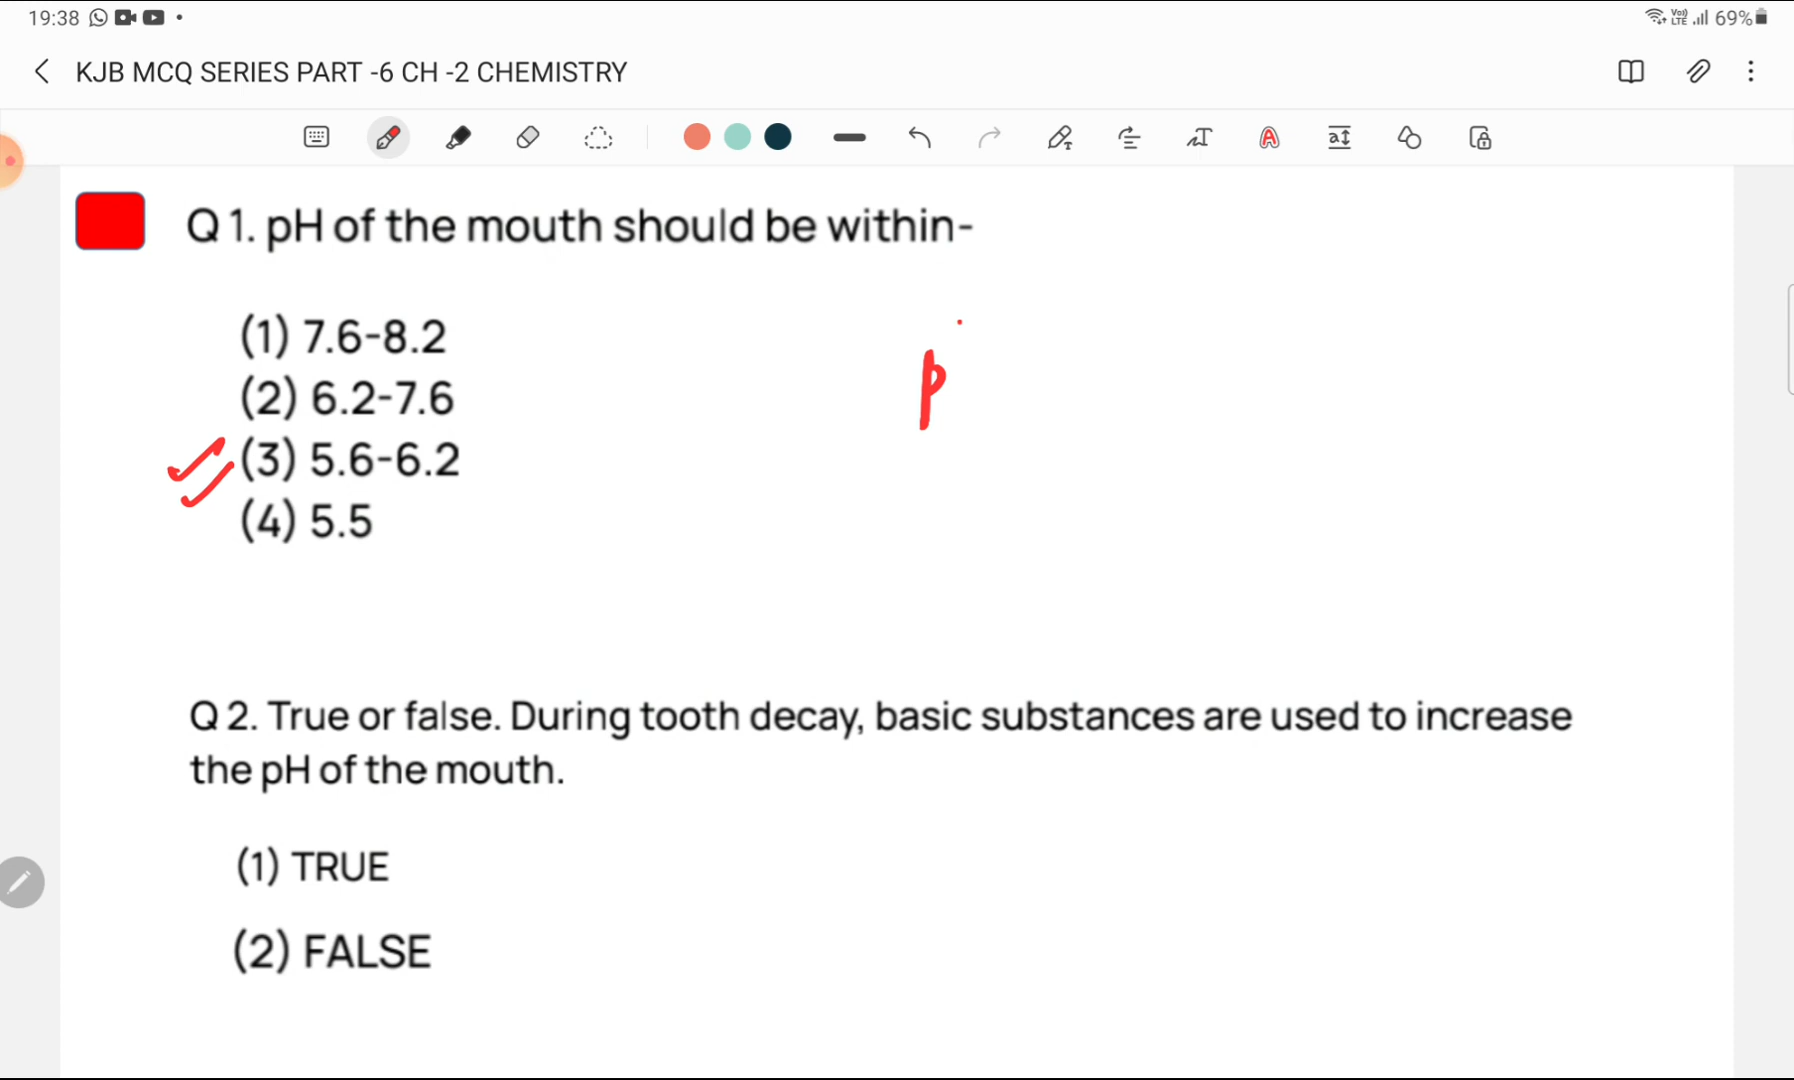 19:38 69%
KJB MCQ SERIES PART -6 CH -2 CHEMISTRY
Q 1. pH of the mouth should be within-
(1) 7.6-8.2
(2) 6.2-7.6
(3) 5.6-6.2
(4) 5.5
p
Q 2. True or false. During tooth decay, basic substances are used to increase
the pH of the mouth.
(1) TRUE
(2) FALSE